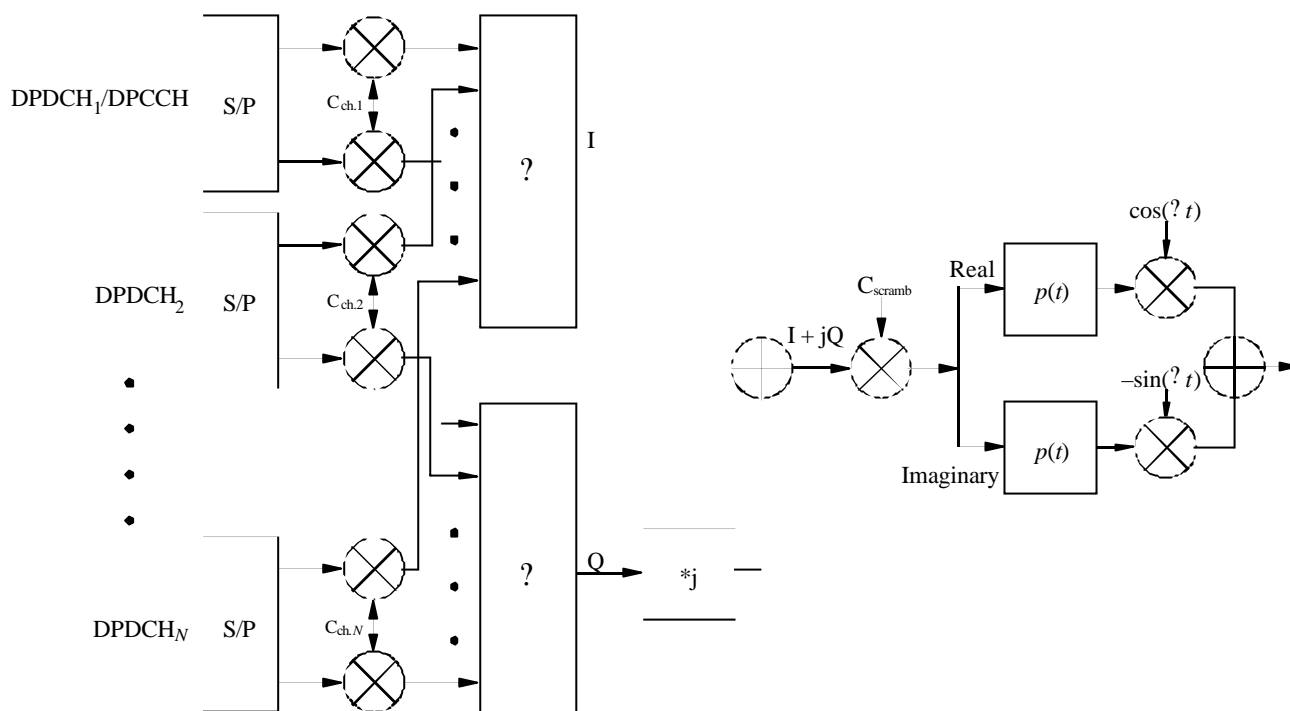 DPDCH1/DPCCH
S/P
Cch.1
?
I
DPDCH2
S/P
Cch.2
cos(? t)
Real
p(t)
Cscramb
I + jQ
–sin(? t)
p(t)
Imaginary
DPDCHN
S/P
Cch.N
?
Q
*j